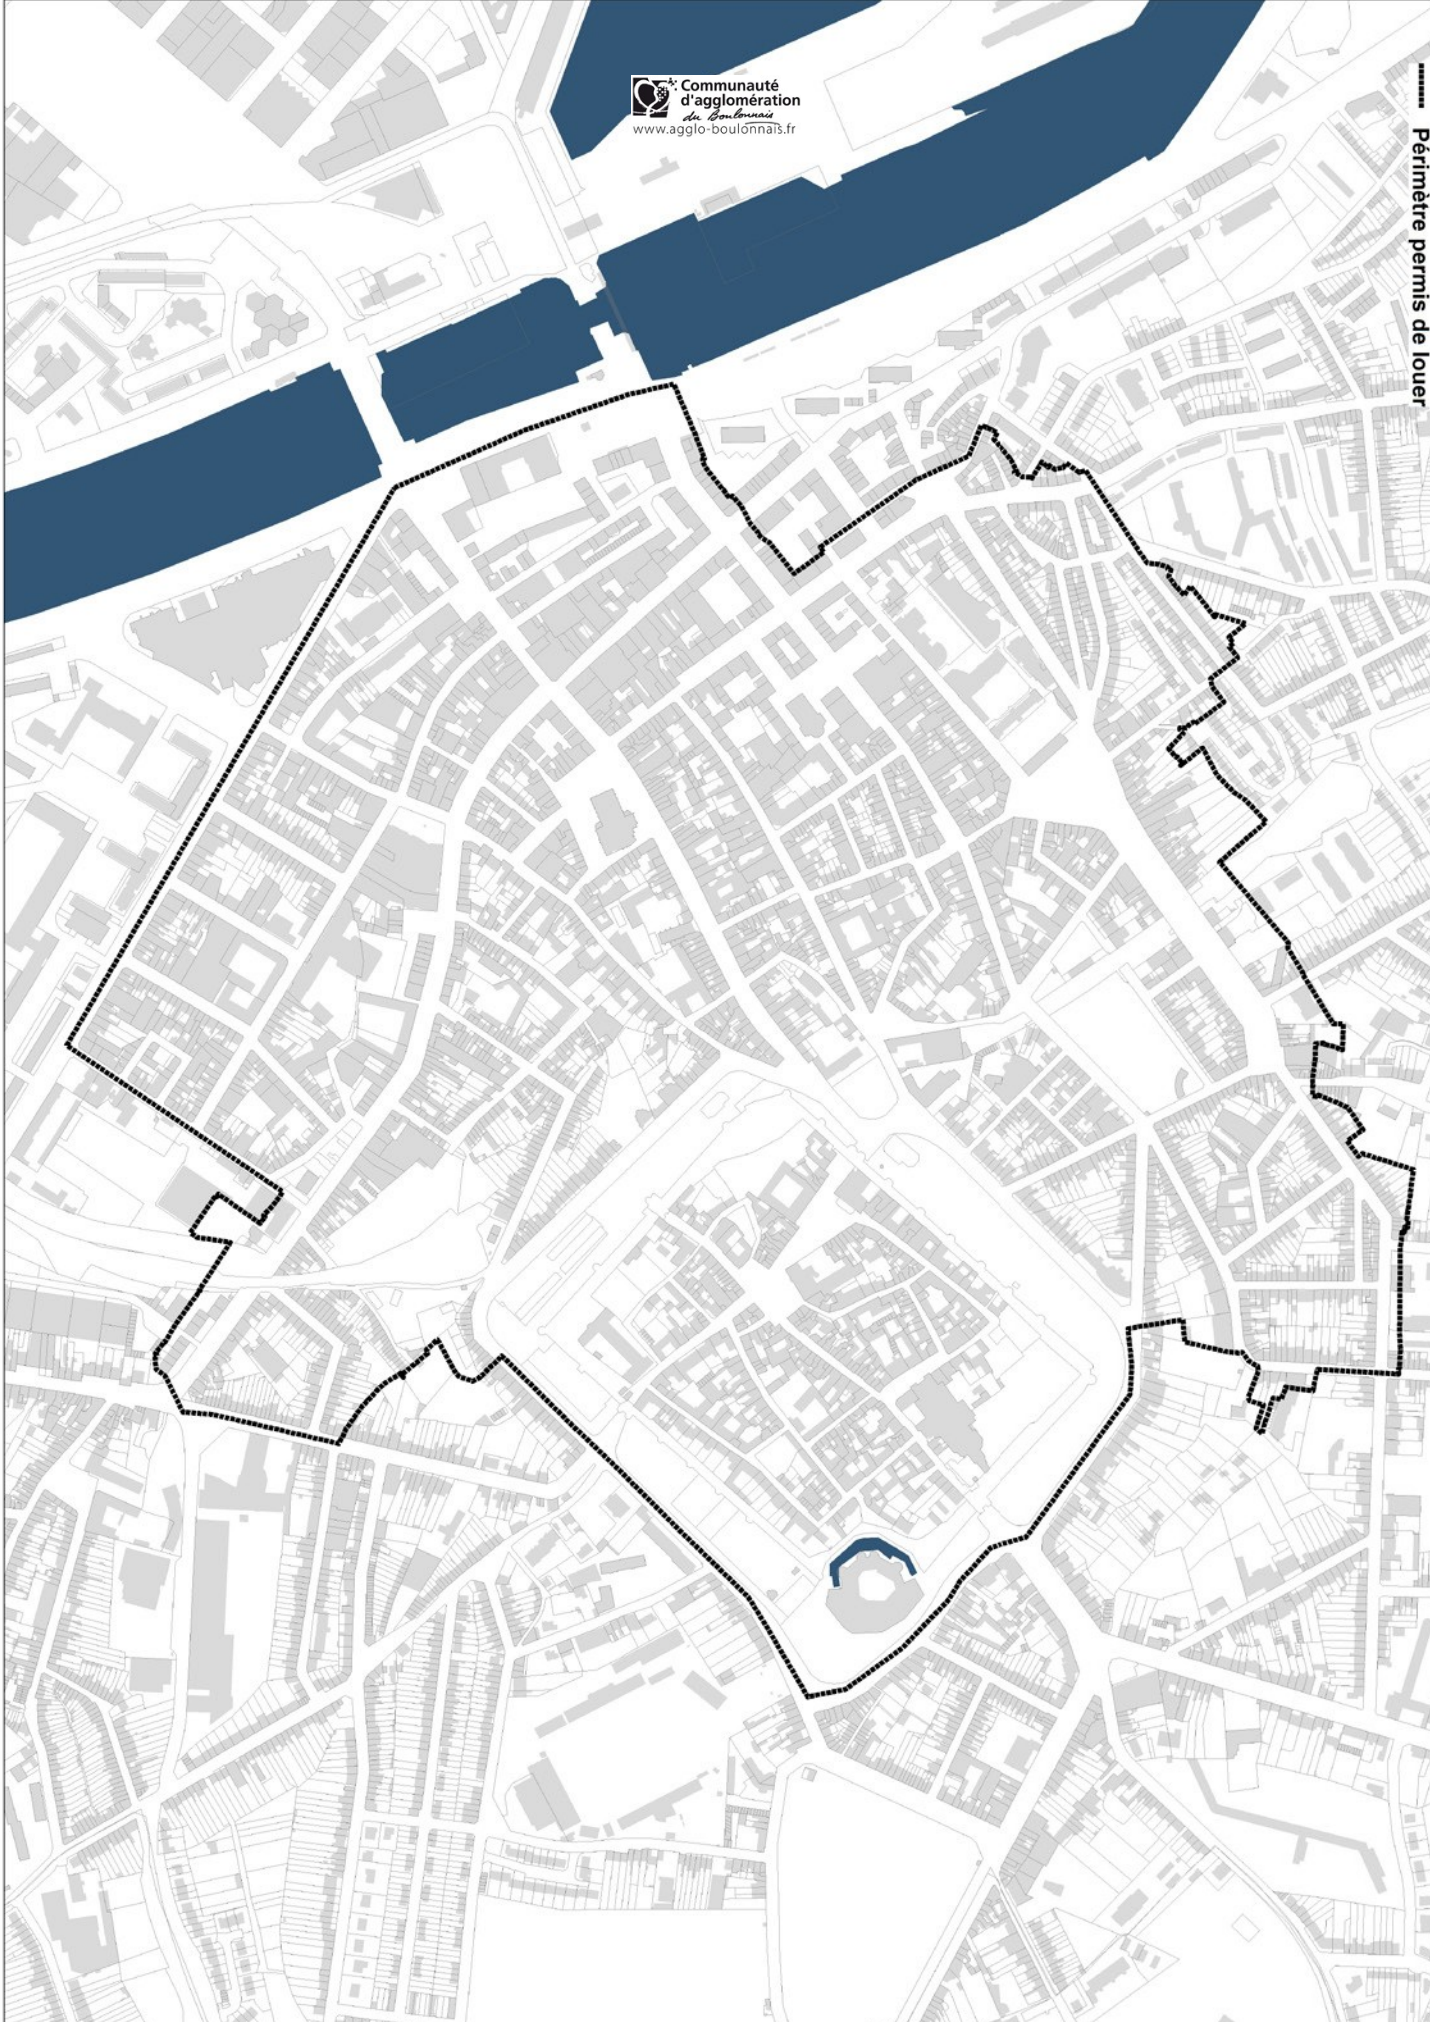 Communauté
d'agglomération
du Boulonnais
www.agglo-boulonnais.fr
Périmètre permis de louer